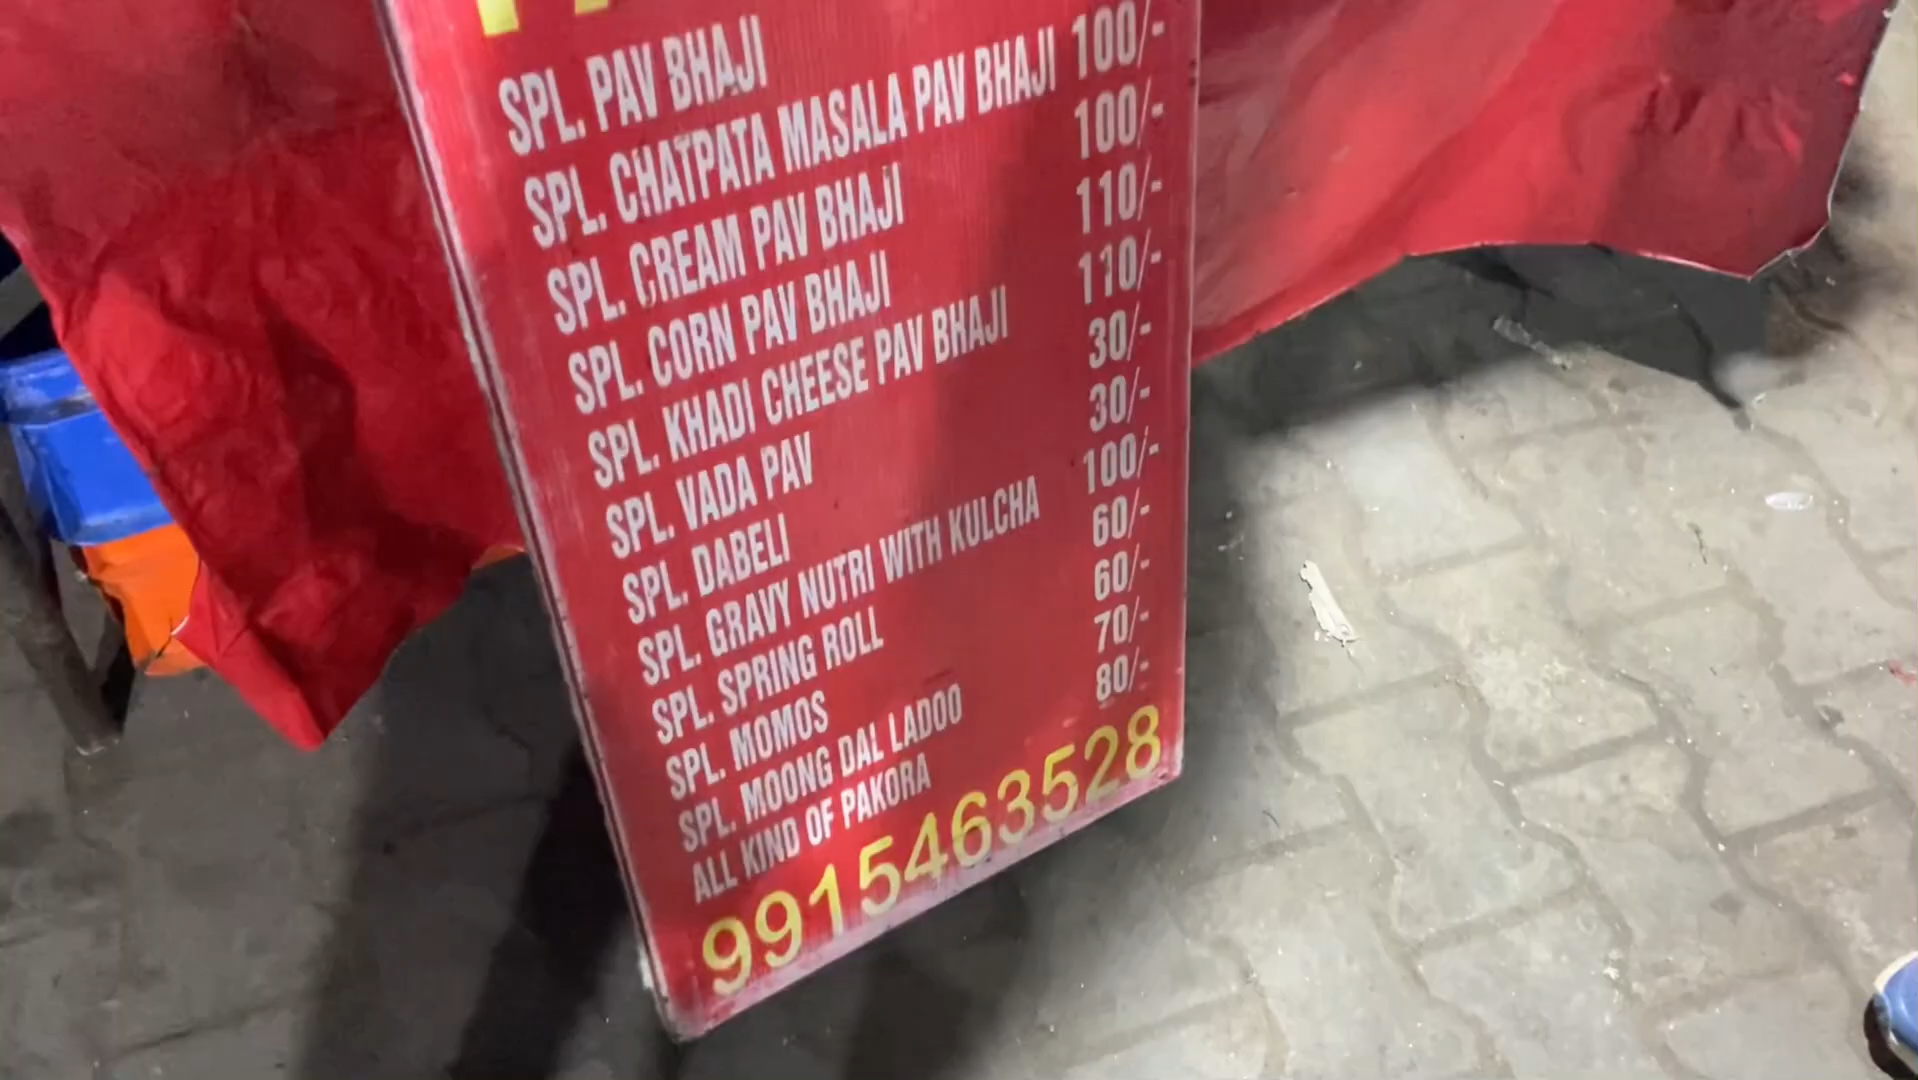 SPL. PAV BHAJI
SPL. CHATPATA MASALA PAV BHAJI 100/-
SPL. CREAM PAV BHAJI 100/-
SPL. CORN PAV BHAJI 110/-
SPL. KHADI CHEESE PAV BHAJI 110/-
SPL. VADA PAV 30/-
SPL. DABELI 30/-
SPL. GRAVY NUTRI WITH KULCHA 100/-
SPL. SPRING ROLL 60/-
SPL. MOMOS 60/-
SPL. MOONG DAL LADOO 70/-
ALL KIND OF PAKORA 80/-
9915463528